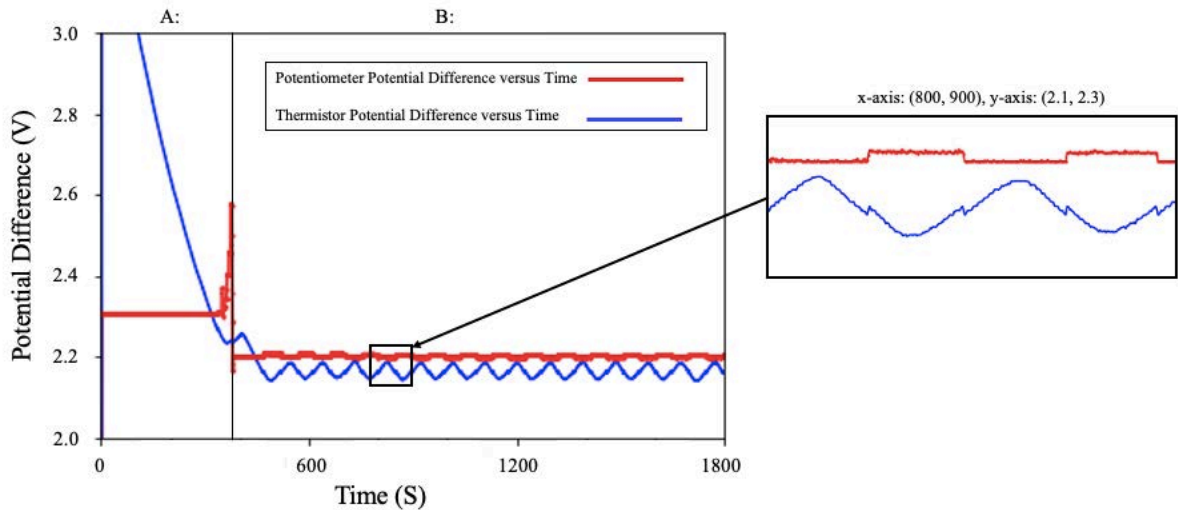 A:
B:
3.0
2.8
2.6
2.4
2.2
2.0
Potential Difference (V)
Potentiometer Potential Difference versus Time
Thermistor Potential Difference versus Time
0
600
1200
1800
Time (S)
x-axis: (800, 900), y-axis: (2.1, 2.3)